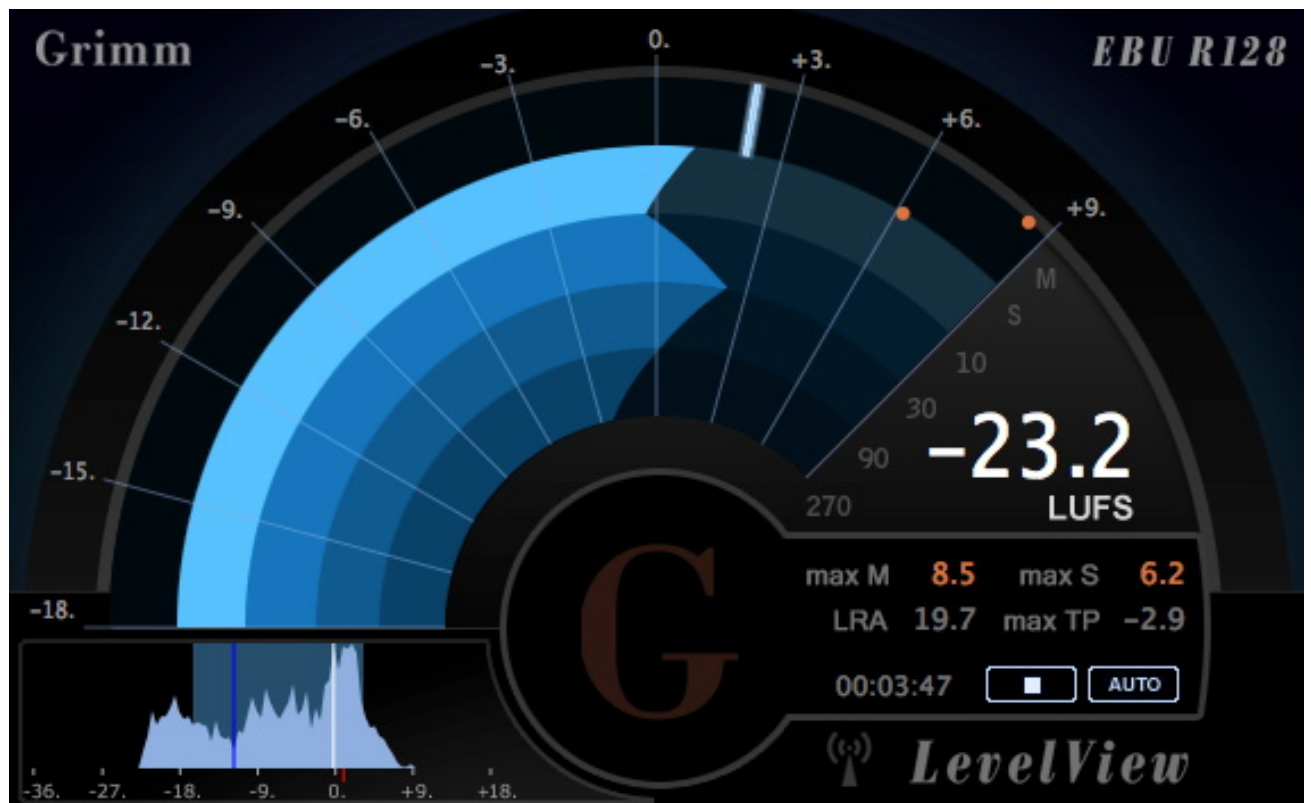 Grimm
EBU R128
-18.
-15.
-12.
-9.
-6.
-3.
0.
+3.
+6.
+9.
M
S
10
30
90
270
-23.2
LUFS
max M 8.5 max S 6.2
LRA 19.7 max TP -2.9
00:03:47 AUTO
G
LevelView
-36. -27. -18. -9. 0. +9. +18.